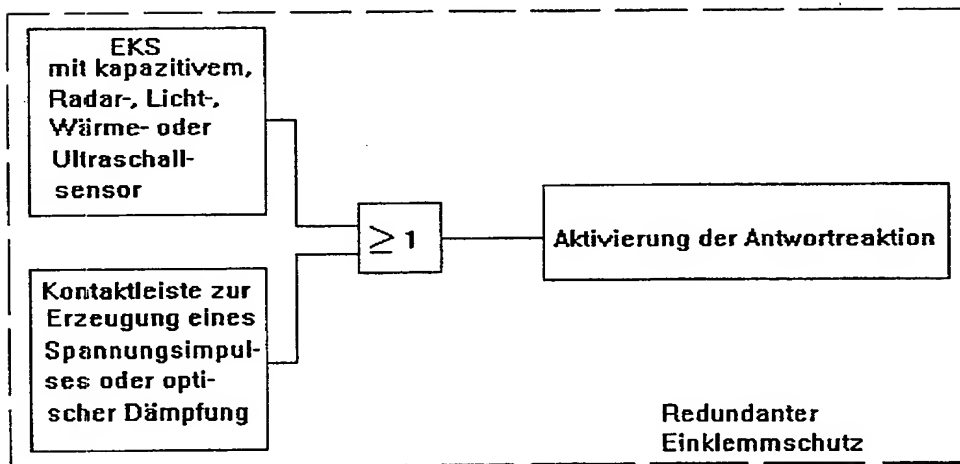 EKS
mit kapazitivem,
Radar-, Licht-,
Wärme- oder
Ultraschall-
sensor
≥ 1
Aktivierung der Antwortreaktion
Kontaktleiste zur
Erzeugung eines
Spannungsimpul-
ses oder opti-
scher Dämpfung
Redundanter
Einklemmschutz